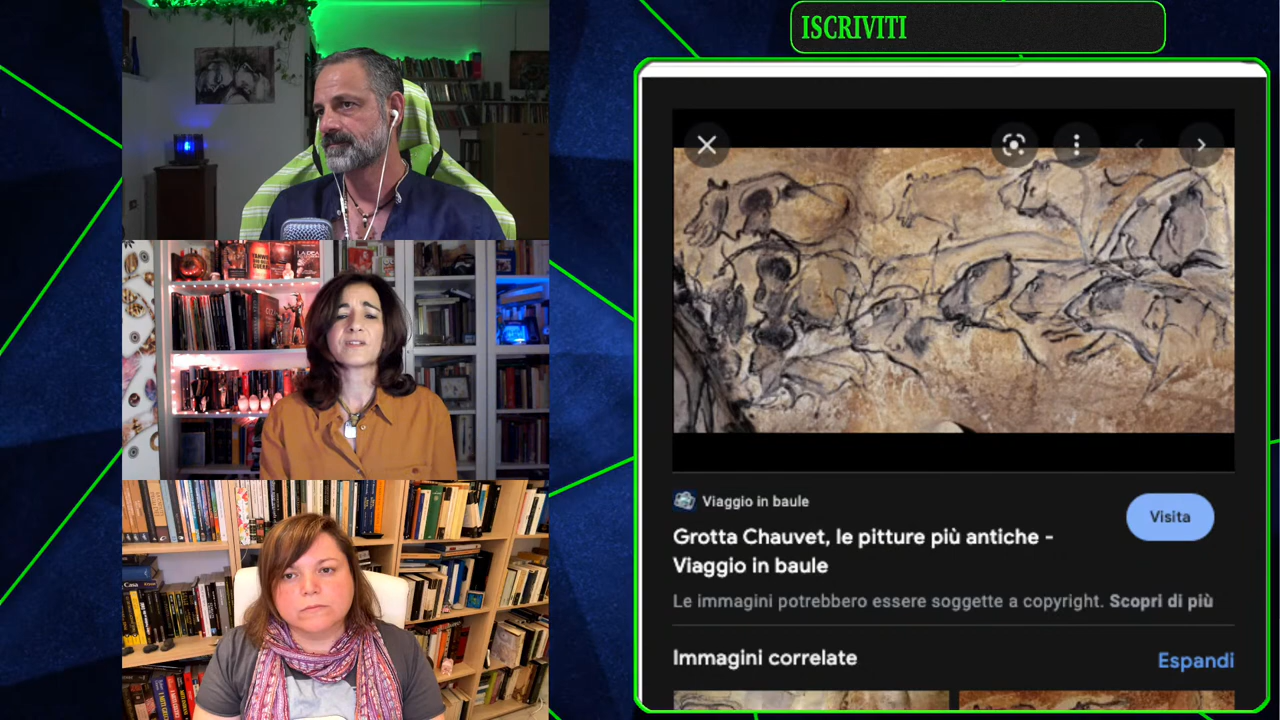 ISCRIVITI
Viaggio in baule
Visita
Grotta Chauvet, le pitture più antiche -
Viaggio in baule
Le immagini potrebbero essere soggette a copyright. Scopri di più
Immagini correlate
Espandi